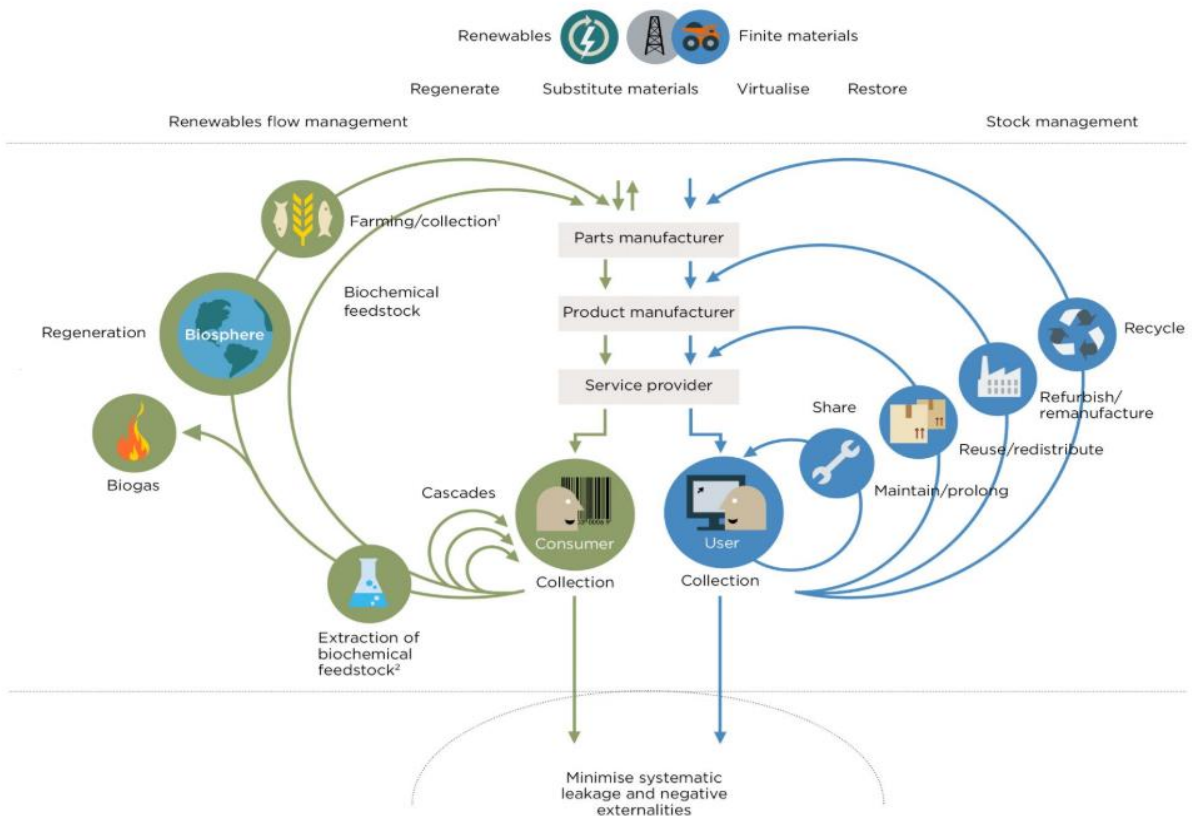 Renewables
Finite materials
Regenerate
Substitute materials
Virtualise
Restore
Renewables flow management
Stock management
Farming/collection¹
Parts manufacturer
Biochemical
feedstock
Regeneration
Biosphere
Product manufacturer
Recycle
Service provider
Share
Refurbish/
remanufacture
Reuse/redistribute
Biogas
Cascades
Maintain/prolong
Consumer
User
Collection
Collection
Extraction of
biochemical
feedstock²
Minimise systematic
leakage and negative
externalities